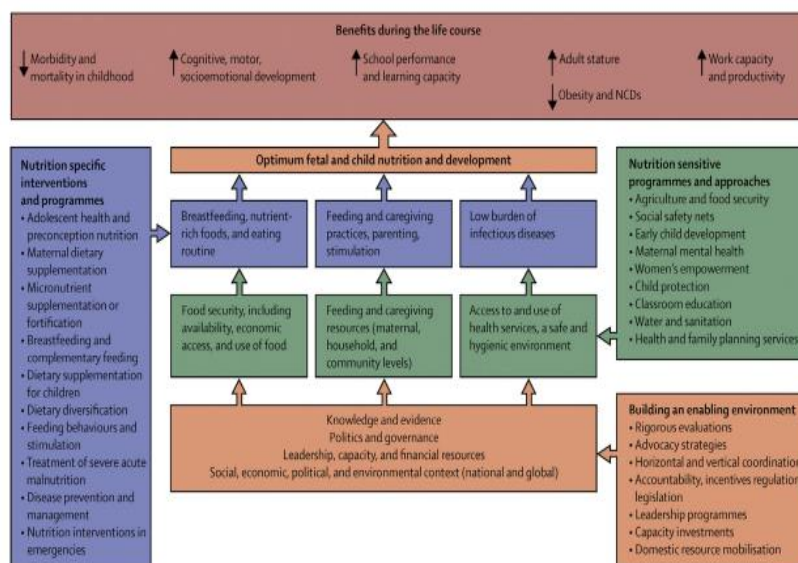 Benefits during the life course
Morbidity and
mortality in childhood
Cognitive, motor,
socioemotional development
School performance
and learning capacity
Adult stature
Obesity and NCDs
Work capacity
and productivity
Optimum fetal and child nutrition and development
Nutrition specific
interventions
and programmes
• Adolescent health and
preconception nutrition
• Maternal dietary
supplementation
• Micronutrient
supplementation or
fortification
• Breastfeeding and
complementary feeding
• Dietary supplementation
for children
• Dietary diversification
• Feeding behaviours and
stimulation
• Treatment of severe acute
malnutrition
• Disease prevention and
management
• Nutrition interventions in
emergencies
Breastfeeding, nutrient-
rich foods, and eating
routine
Feeding and caregiving
practices, parenting,
stimulation
Low burden of
infectious diseases
Food security, including
availability, economic
access, and use of food
Feeding and caregiving
resources (maternal,
household, and
community levels)
Access to and use of
health services, a safe and
hygienic environment
Knowledge and evidence
Politics and governance
Leadership, capacity, and financial resources
Social, economic, political, and environmental context (national and global)
Nutrition sensitive
programmes and approaches
• Agriculture and food security
• Social safety nets
• Early child development
• Maternal mental health
• Women's empowerment
• Child protection
• Classroom education
• Water and sanitation
• Health and family planning services
Building an enabling environment
• Rigorous evaluations
• Advocacy strategies
• Horizontal and vertical coordination
• Accountability, incentives regulation,
legislation
• Leadership programmes
• Capacity investments
• Domestic resource mobilisation